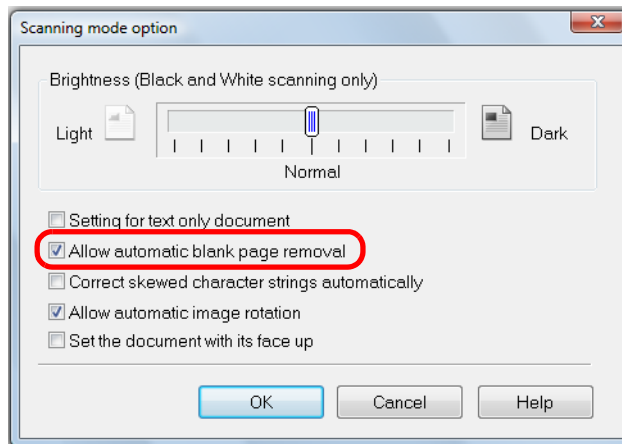 Scanning mode option
Brightness (Black and White scanning only)
Light
Dark
Normal
Setting for text only document
Allow automatic blank page removal
Correct skewed character strings automatically
Allow automatic image rotation
Set the document with its face up
OK Cancel Help